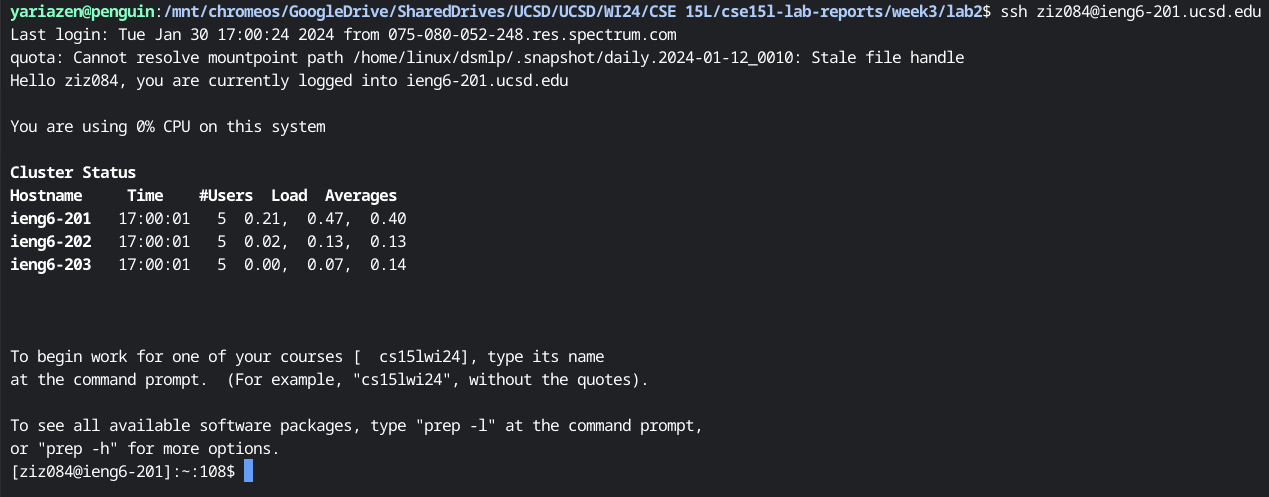 yariazen@penguin:/mnt/chromeos/GoogleDrive/SharedDrives/UCSD/UCSD/WI24/CSE 15L/cse15l-lab-reports/week3/lab2$ ssh ziz084@ieng6-201.ucsd.edu
Last login: Tue Jan 30 17:00:24 2024 from 075-080-052-248.res.spectrum.com
quota: Cannot resolve mountpoint path /home/linux/dsmlp/.snapshot/daily.2024-01-12_0010: Stale file handle
Hello ziz084, you are currently logged into ieng6-201.ucsd.edu
You are using 0% CPU on this system
Cluster Status
Hostname     Time    #Users  Load  Averages
ieng6-201   17:00:01   5  0.21,  0.47,  0.40
ieng6-202   17:00:01   5  0.02,  0.13,  0.13
ieng6-203   17:00:01   5  0.00,  0.07,  0.14
To begin work for one of your courses [  cs15lwi24], type its name
at the command prompt.  (For example, "cs15lwi24", without the quotes).
To see all available software packages, type "prep -l" at the command prompt,
or "prep -h" for more options.
[ziz084@ieng6-201]:~:108$